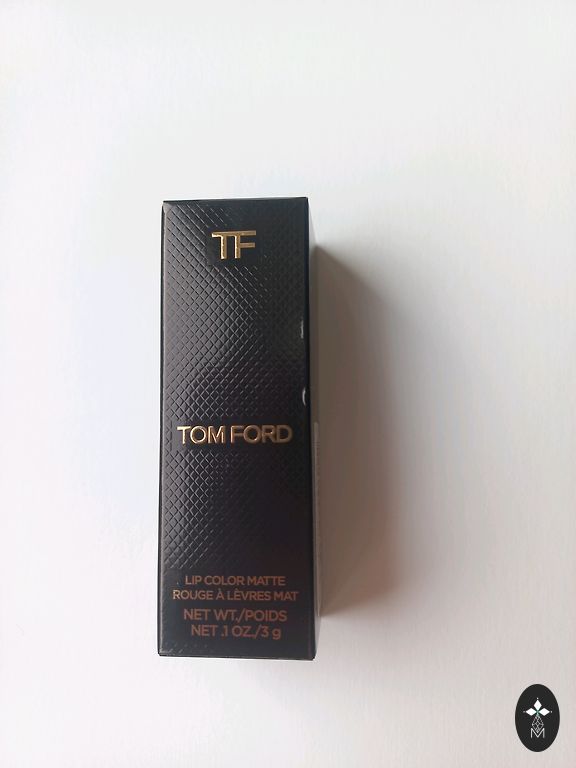 TF
TOM FORD
LIP COLOR MATTE
ROUGE À LÈVRES MAT
NET WT./POIDS
NET .1 OZ./3 g
M